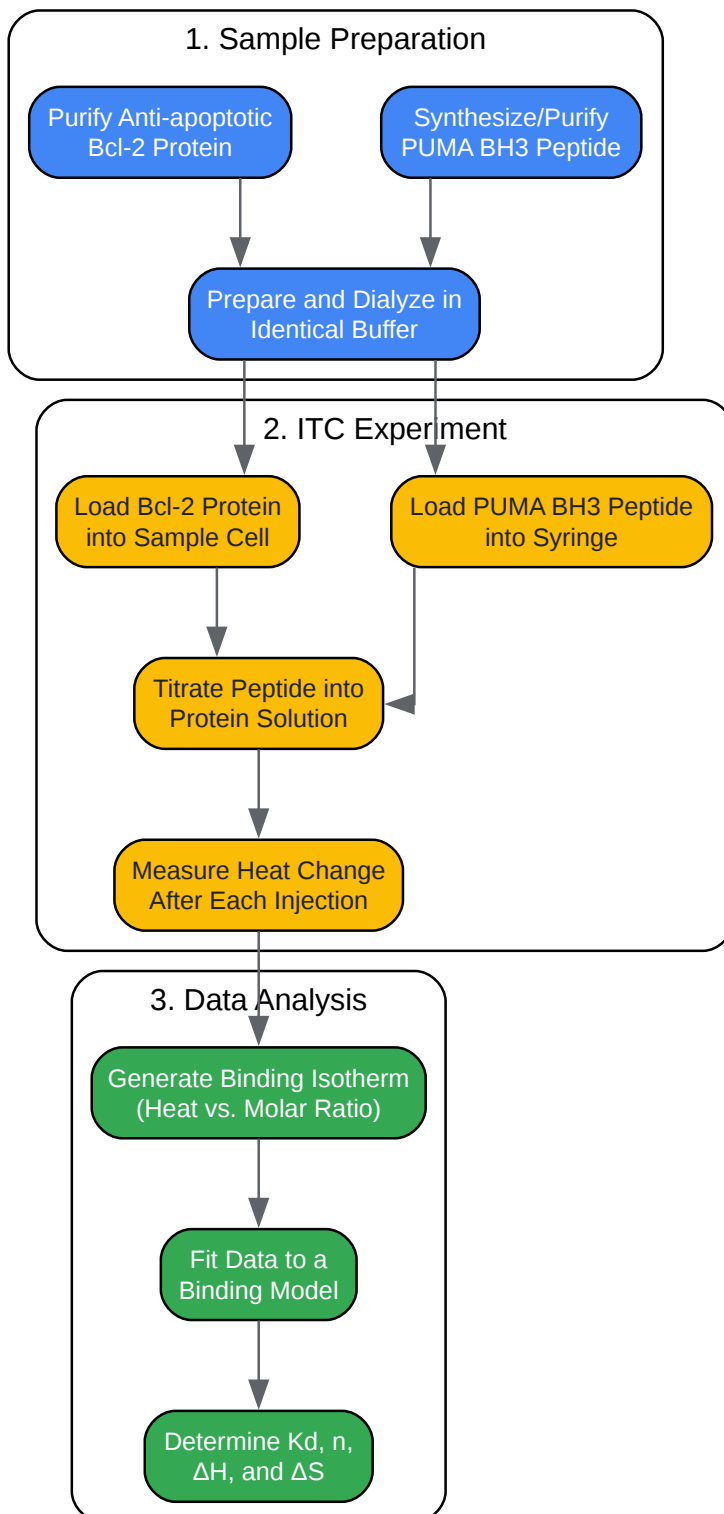 1. Sample Preparation
Purify Anti-apoptotic
Bcl-2 Protein
Synthesize/Purify
PUMA BH3 Peptide
Prepare and Dialyze in
Identical Buffer
2. ITC Experiment
Load Bcl-2 Protein
into Sample Cell
Load PUMA BH3 Peptide
into Syringe
Titrate Peptide into
Protein Solution
Measure Heat Change
After Each Injection
3. Data Analysis
Generate Binding Isotherm
(Heat vs. Molar Ratio)
Fit Data to a
Binding Model
Determine Kd, n,
ΔH, and ΔS